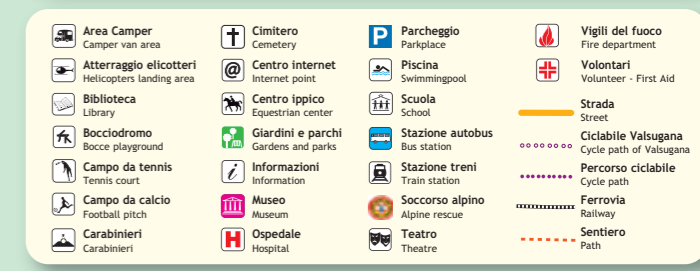 Area Camper
Camper van area
Atterraggio elicotteri
Helicopters landing area
Biblioteca
Library
Bocciodromo
Bocce playground
Campo da tennis
Tennis court
Campo da calcio
Football pitch
Carabinieri
Carabinieri
Cimitero
Cemetery
@
Centro internet
Internet point
Centro ippico
Equestrian center
Giardini e parchi
Gardens and parks
i
Informazioni
Information
Museo
Museum
H
Ospedale
Hospital
P
Parcheggio
Parkplace
Piscina
Swimmingpool
Scuola
School
Stazione autobus
Bus station
Stazione treni
Train station
Soccorso alpino
Alpine rescue
Teatro
Theatre
Vigili del fuoco
Fire department
Volontari
Volunteer - First Aid
Strada
Street
Ciclabile Valsugana
Cycle path of Valsugana
Percorso ciclabile
Cycle path
Ferrovia
Railway
Sentiero
Path